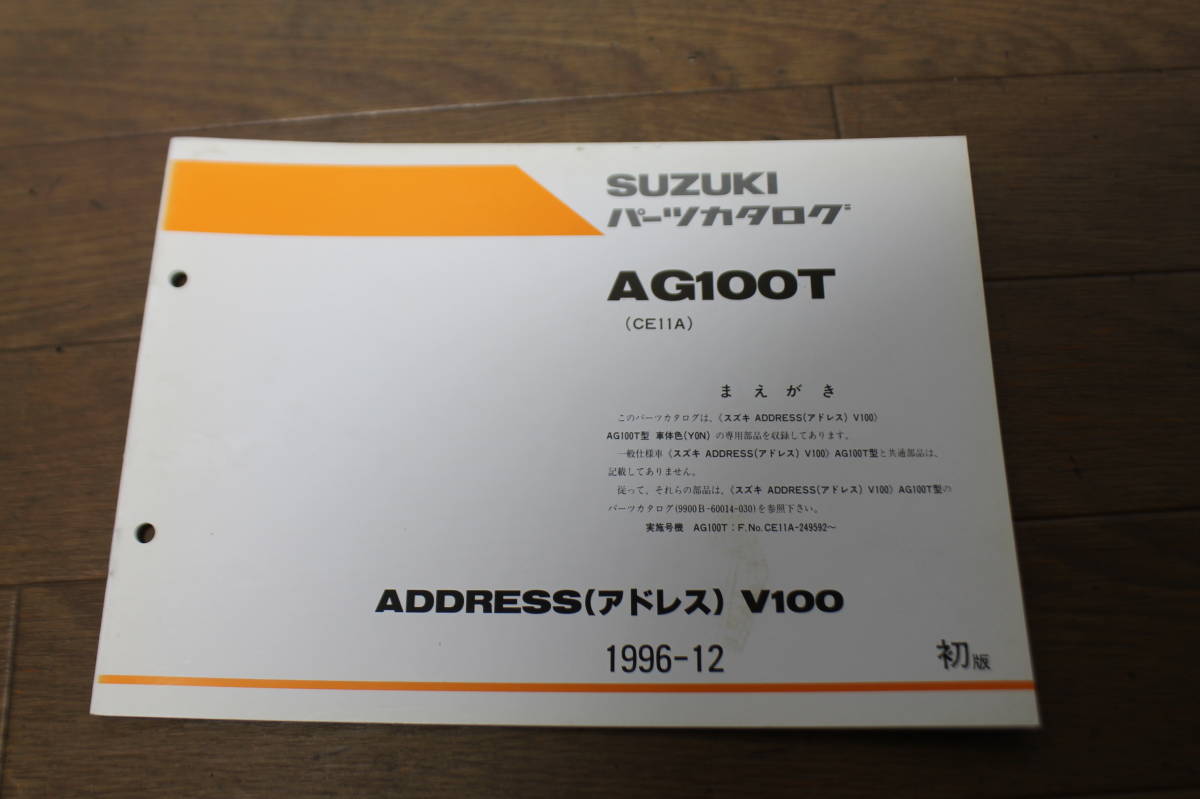 SUZUKI
パーツカタログ
AG100T
(CE11A)
まえがき
このパーツカタログは、《スズキ ADDRESS(アドレス) V100》
AG100T型 車体色(Y0N) の専用部品を収録してあります。
一般仕様車《スズキ ADDRESS(アドレス) V100》AG100T型と共通部品は、
記載してありません。
従って、それらの部品は、《スズキ ADDRESS(アドレス) V100》AG100T型の
パーツカタログ(9900B-60014-030)を参照下さい。
実施号機 AG100T : F.No.CE11A-249592～
ADDRESS(アドレス) V100
1996-12
初版